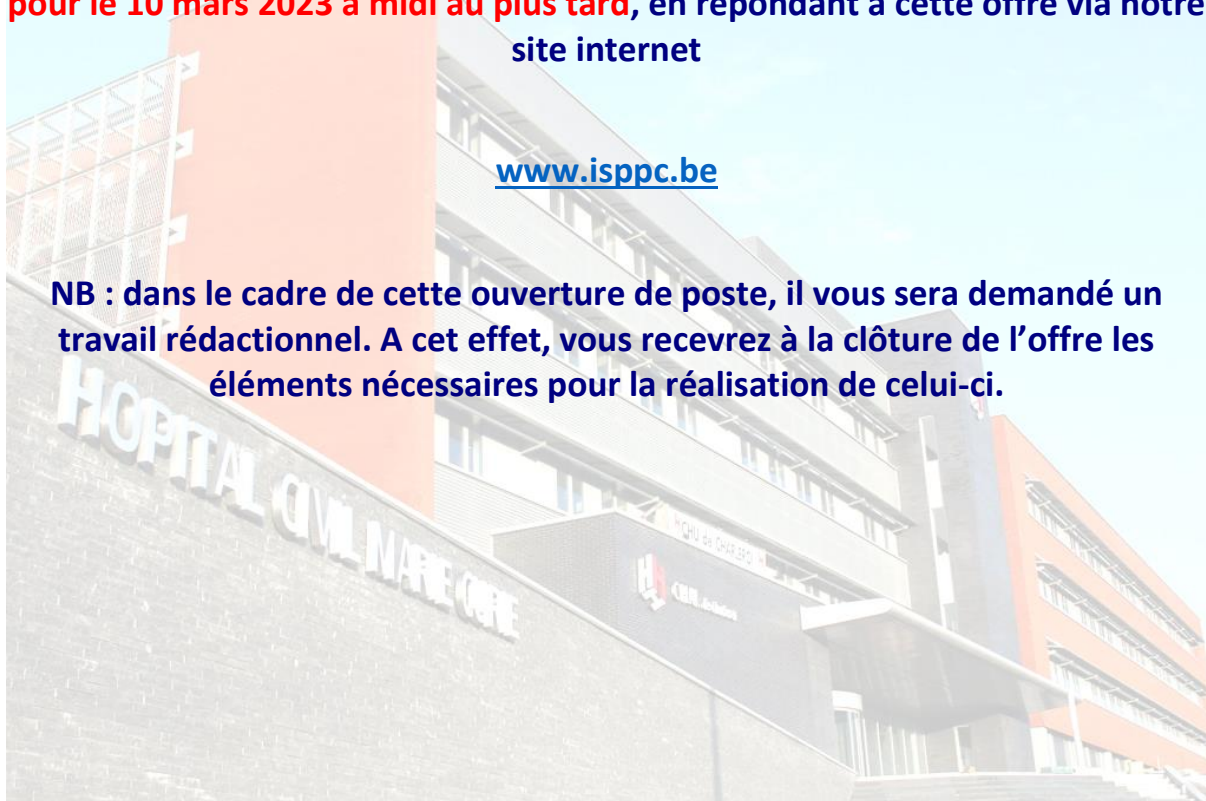 pour le 10 mars 2023 à midi au plus tard, en répondant à cette offre via notre
site internet
www.isppc.be
NB : dans le cadre de cette ouverture de poste, il vous sera demandé un
travail rédactionnel. A cet effet, vous recevrez à la clôture de l’offre les
éléments nécessaires pour la réalisation de celui-ci.
HOPITAL CIVIL MARIE CURIE
CHU de CHARLEROI